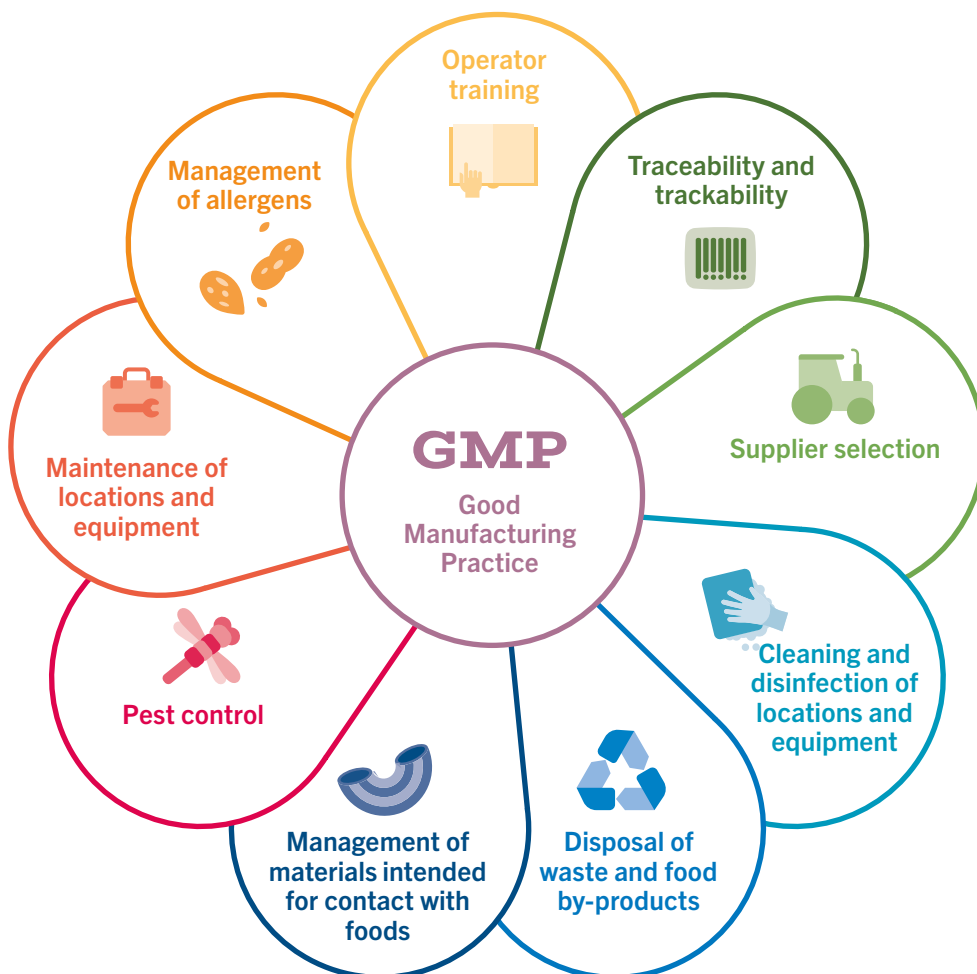 Operator
training
Traceability and
trackability
Supplier selection
Cleaning and
disinfection of
locations and
equipment
Disposal of
waste and food
by-products
Management of
materials intended
for contact with
foods
Pest control
Maintenance of
locations and
equipment
Management
of allergens
GMP
Good
Manufacturing
Practice